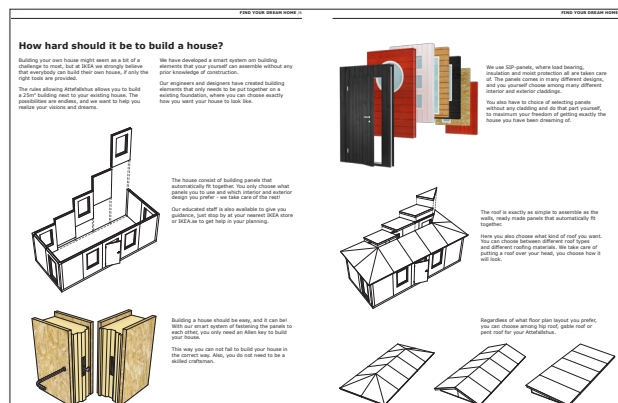 FIND YOUR DREAM HOME
How hard should it be to build a house?
Building your own house might seem as a bit of a
challenge to most, but at IKEA we strongly believe
that everybody can build their own house, if only the
right tools are provided.
The rules allowing Attefallshus allows you to build
a 25m² building next to your existing house. The
possibilities are endless, and we want to help you
realize your visions and dreams.
We have developed a smart system on building
elements that your yourself can assemble without any
prior knowledge of construction.
Our engineers and designers have created building
elements that only needs to be put together on a
existing foundation, where you can choose exactly
how you want your house to look like.
The house consist of building panels that
automatically fit together. You only choose what
panels you to use and which interior and exterior
design you prefer - we take care of the rest!
Our educated staff is also available to give you
guidance, just stop by at your nearest IKEA store
or IKEA.se to get help in your planning.
Building a house should be easy, and it can be!
With our smart system of fastening the panels to
each other, you only need an Allen key to build
your house.
This way you can not fail to build your house in
the correct way. Also, you do not need to be a
skilled craftsman.
FIND YOUR DREAM HOME
We use SIP-panels, where load bearing,
insulation and moist protection all are taken care
of. The panels comes in many different designs,
and you yourself choose among many different
interior and exterior claddings.
You also have to choice of selecting panels
without any cladding and do that part yourself,
to maximum your freedom of getting exactly the
house you have been dreaming of.
The roof is exactly as simple to assemble as the
walls, ready made panels that automatically fit
together.
Here you also choose what kind of roof you want.
You can choose between different roof types
and different roofing materials. We take care of
putting a roof over your head, you choose how it
will look.
Regardless of what floor plan layout you prefer,
you can choose among hip roof, gable roof or
pent roof for your Attefallshus.